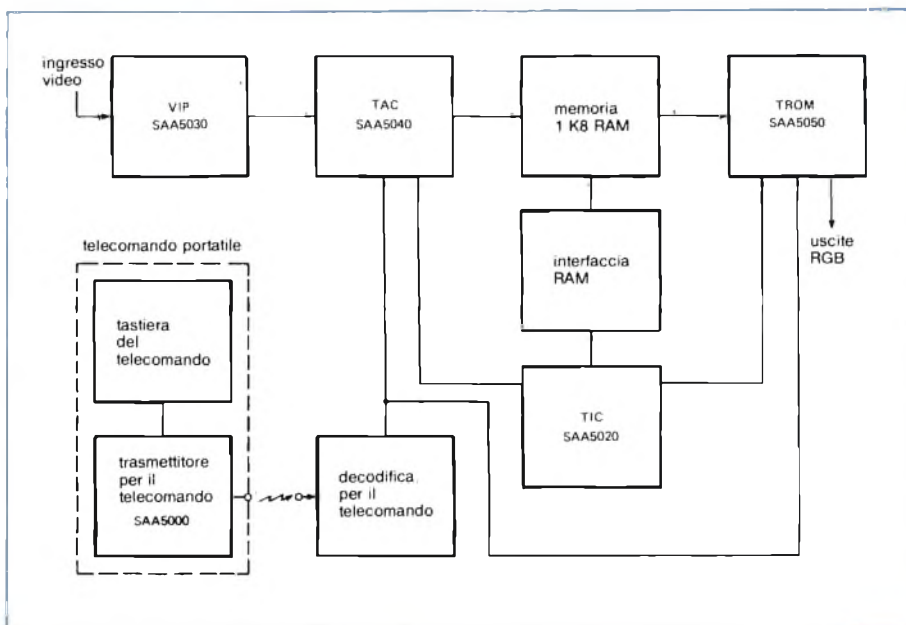 ingresso
video
VIP
SAA5030
TAC
SAA5040
memoria
1 K8 RAM
TROM
SAA5050
uscite
RGB
interfaccia
RAM
TIC
SAA5020
telecomando portatile
tastiera
del
telecomando
trasmettitore
per il
telecomando
SAA5000
decodifica
per il
telecomando